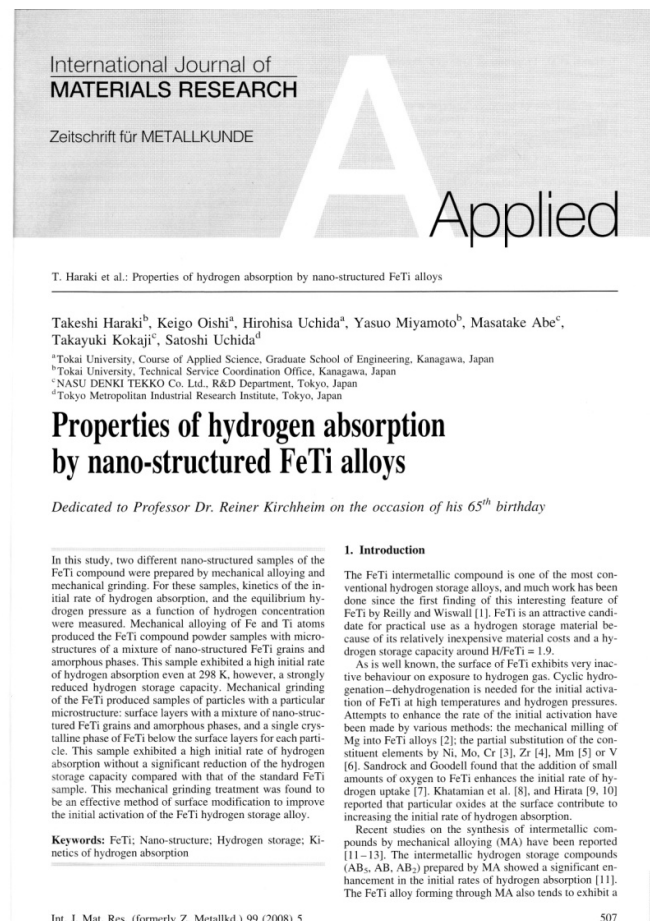 International Journal of
MATERIALS RESEARCH
Zeitschrift für METALLKUNDE
A
Applied
T. Haraki et al.: Properties of hydrogen absorption by nano-structured FeTi alloys
Takeshi Harakiᵇ, Keigo Oishiᵃ, Hirohisa Uchidaᵃ, Yasuo Miyamotoᵇ, Masatake Abeᶜ,
Takayuki Kokajiᶜ, Satoshi Uchidaᵈ
ᵃTokai University, Course of Applied Science, Graduate School of Engineering, Kanagawa, Japan
ᵇTokai University, Technical Service Coordination Office, Kanagawa, Japan
ᶜNASU DENKI TEKKO Co. Ltd., R&D Department, Tokyo, Japan
ᵈTokyo Metropolitan Industrial Research Institute, Tokyo, Japan
Properties of hydrogen absorption
by nano-structured FeTi alloys
Dedicated to Professor Dr. Reiner Kirchheim on the occasion of his 65ᵗʰ birthday
In this study, two different nano-structured samples of the
FeTi compound were prepared by mechanical alloying and
mechanical grinding. For these samples, kinetics of the in-
itial rate of hydrogen absorption, and the equilibrium hy-
drogen pressure as a function of hydrogen concentration
were measured. Mechanical alloying of Fe and Ti atoms
produced the FeTi compound powder samples with micro-
structures of a mixture of nano-structured FeTi grains and
amorphous phases. This sample exhibited a high initial rate
of hydrogen absorption even at 298 K, however, a strongly
reduced hydrogen storage capacity. Mechanical grinding
of the FeTi produced samples of particles with a particular
microstructure: surface layers with a mixture of nano-struc-
tured FeTi grains and amorphous phases, and a single crys-
talline phase of FeTi below the surface layers for each parti-
cle. This sample exhibited a high initial rate of hydrogen
absorption without a significant reduction of the hydrogen
storage capacity compared with that of the standard FeTi
sample. This mechanical grinding treatment was found to
be an effective method of surface modification to improve
the initial activation of the FeTi hydrogen storage alloy.
Keywords: FeTi; Nano-structure; Hydrogen storage; Ki-
netics of hydrogen absorption
1. Introduction
The FeTi intermetallic compound is one of the most con-
ventional hydrogen storage alloys, and much work has been
done since the first finding of this interesting feature of
FeTi by Reilly and Wiswall [1]. FeTi is an attractive candi-
date for practical use as a hydrogen storage material be-
cause of its relatively inexpensive material costs and a hy-
drogen storage capacity around H/FeTi = 1.9.
As is well known, the surface of FeTi exhibits very inac-
tive behaviour on exposure to hydrogen gas. Cyclic hydro-
genation–dehydrogenation is needed for the initial activa-
tion of FeTi at high temperatures and hydrogen pressures.
Attempts to enhance the rate of the initial activation have
been made by various methods: the mechanical milling of
Mg into FeTi alloys [2]; the partial substitution of the con-
stituent elements by Ni, Mo, Cr [3], Zr [4], Mm [5] or V
[6]. Sandrock and Goodell found that the addition of small
amounts of oxygen to FeTi enhances the initial rate of hy-
drogen uptake [7]. Khatamian et al. [8], and Hirata [9, 10]
reported that particular oxides at the surface contribute to
increasing the initial rate of hydrogen absorption.
Recent studies on the synthesis of intermetallic com-
pounds by mechanical alloying (MA) have been reported
[11–13]. The intermetallic hydrogen storage compounds
(AB₅, AB, AB₂) prepared by MA showed a significant en-
hancement in the initial rates of hydrogen absorption [11].
The FeTi alloy forming through MA also tends to exhibit a
Int. J. Mat. Res. (formerly Z. Metallkd.) 99 (2008) 5
507